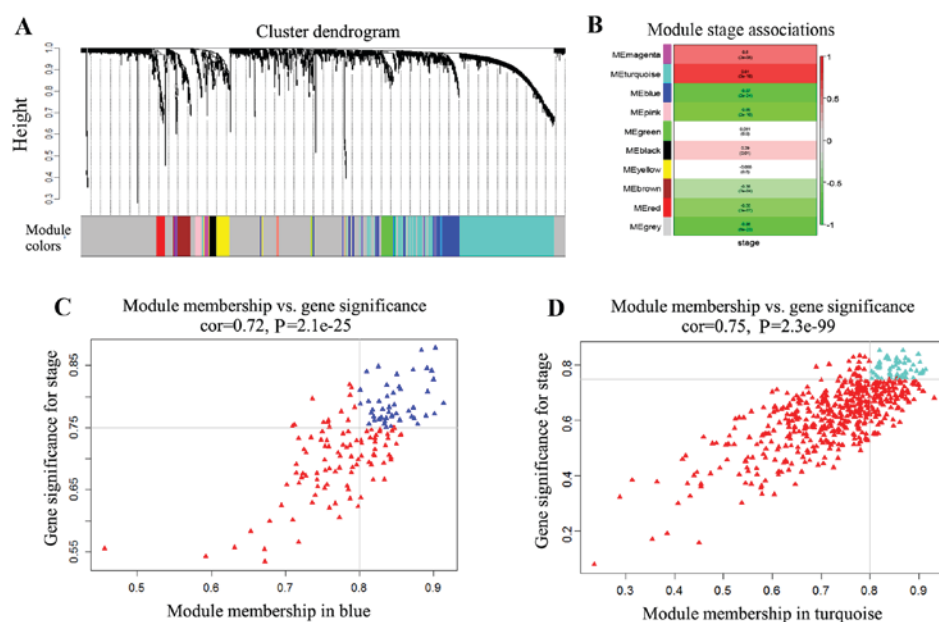 A
Cluster dendrogram
Height
1.0
0.9
0.8
0.7
0.6
0.5
0.4
0.3
Module
colors
B
Module stage associations
MEmagenta
MEturquoise
MEblue
MEpink
MEgreen
MEblack
MEyellow
MEbrown
MEred
MEgrey
stage
1
0.5
0
-0.5
-1
C
Module membership vs. gene significance
cor=0.72, P=2.1e-25
Gene significance for stage
0.85
0.75
0.65
0.55
0.5 0.6 0.7 0.8 0.9
Module membership in blue
D
Module membership vs. gene significance
cor=0.75, P=2.3e-99
Gene significance for stage
0.8
0.6
0.4
0.2
0.3 0.4 0.5 0.6 0.7 0.8 0.9
Module membership in turquoise